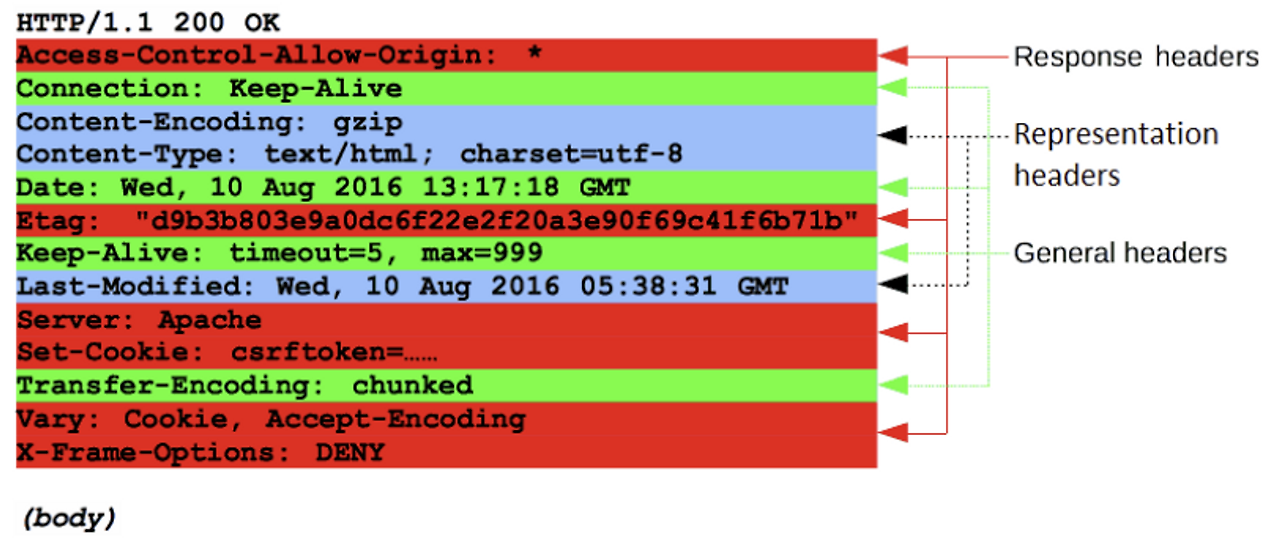 HTTP/1.1 200 OK
Access-Control-Allow-Origin: *
Connection: Keep-Alive
Content-Encoding: gzip
Content-Type: text/html; charset=utf-8
Date: Wed, 10 Aug 2016 13:17:18 GMT
Etag: "d9b3b803e9a0dc6f22e2f20a3e90f69c41f6b71b"
Keep-Alive: timeout=5, max=999
Last-Modified: Wed, 10 Aug 2016 05:38:31 GMT
Server: Apache
Set-Cookie: csrftoken=……
Transfer-Encoding: chunked
Vary: Cookie, Accept-Encoding
X-Frame-Options: DENY
(body)
Response headers
Representation
headers
General headers